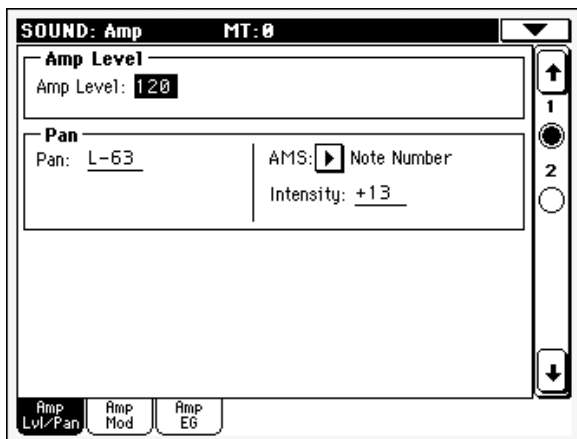 SOUND: Amp MT:0
Amp Level
Amp Level: 120
Pan
Pan: L-63
AMS: Note Number
Intensity: +13
1
2
Amp Lvl/Pan
Amp Mod
Amp EG